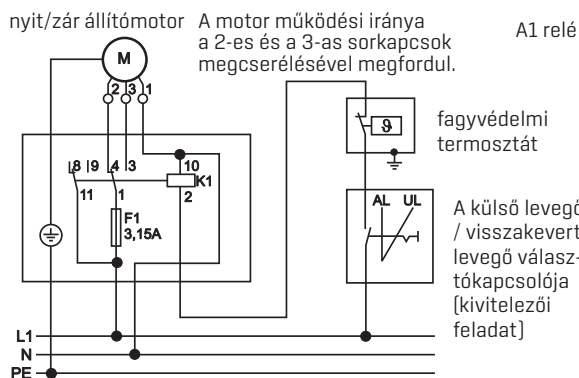 nyit/zár állítómotor
A motor működési iránya
a 2-es és a 3-as sorkapcsok
megcserélésével megfordul.
A1 relé
M
2 3 1
fagyvédelmi
termosztát
ϑ
8 9 4 3
10
K1
11 1
2
F1
3,15A
AL UL
A külső levegő
/ visszakevert
levegő válasz-
tókapcsolója
(kivitelezői
feladat)
L1
N
PE